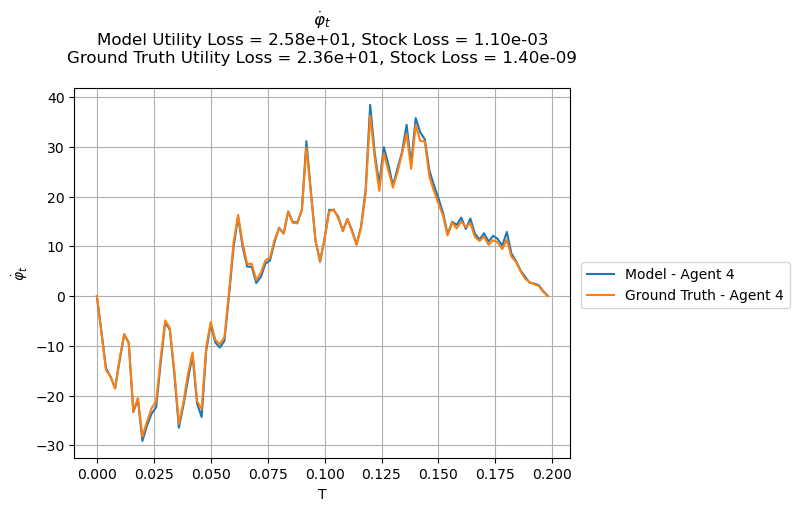 φ̇ₜ
Model Utility Loss = 2.58e+01, Stock Loss = 1.10e-03
Ground Truth Utility Loss = 2.36e+01, Stock Loss = 1.40e-09
40
30
20
10
0
−10
−20
−30
φ̇ₜ
0.000 0.025 0.050 0.075 0.100 0.125 0.150 0.175 0.200
T
Model - Agent 4
Ground Truth - Agent 4